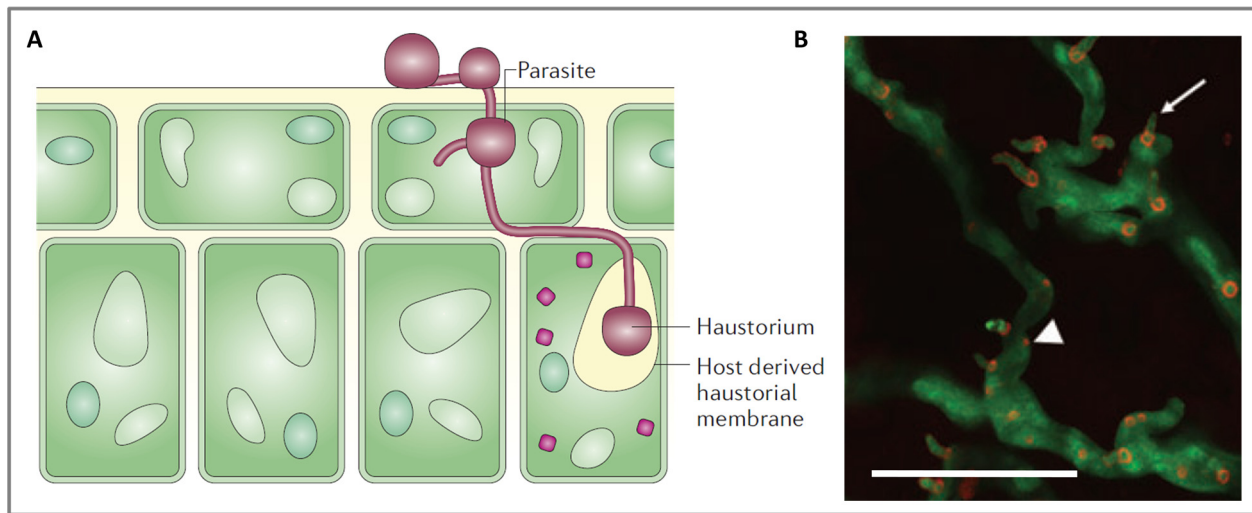 A
B
Parasite
Haustorium
Host derived
haustorial
membrane